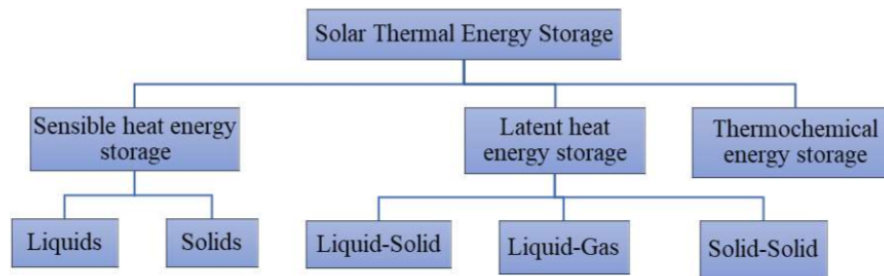 Solar Thermal Energy Storage
Sensible heat energy
storage
Latent heat
energy storage
Thermochemical
energy storage
Liquids
Solids
Liquid-Solid
Liquid-Gas
Solid-Solid